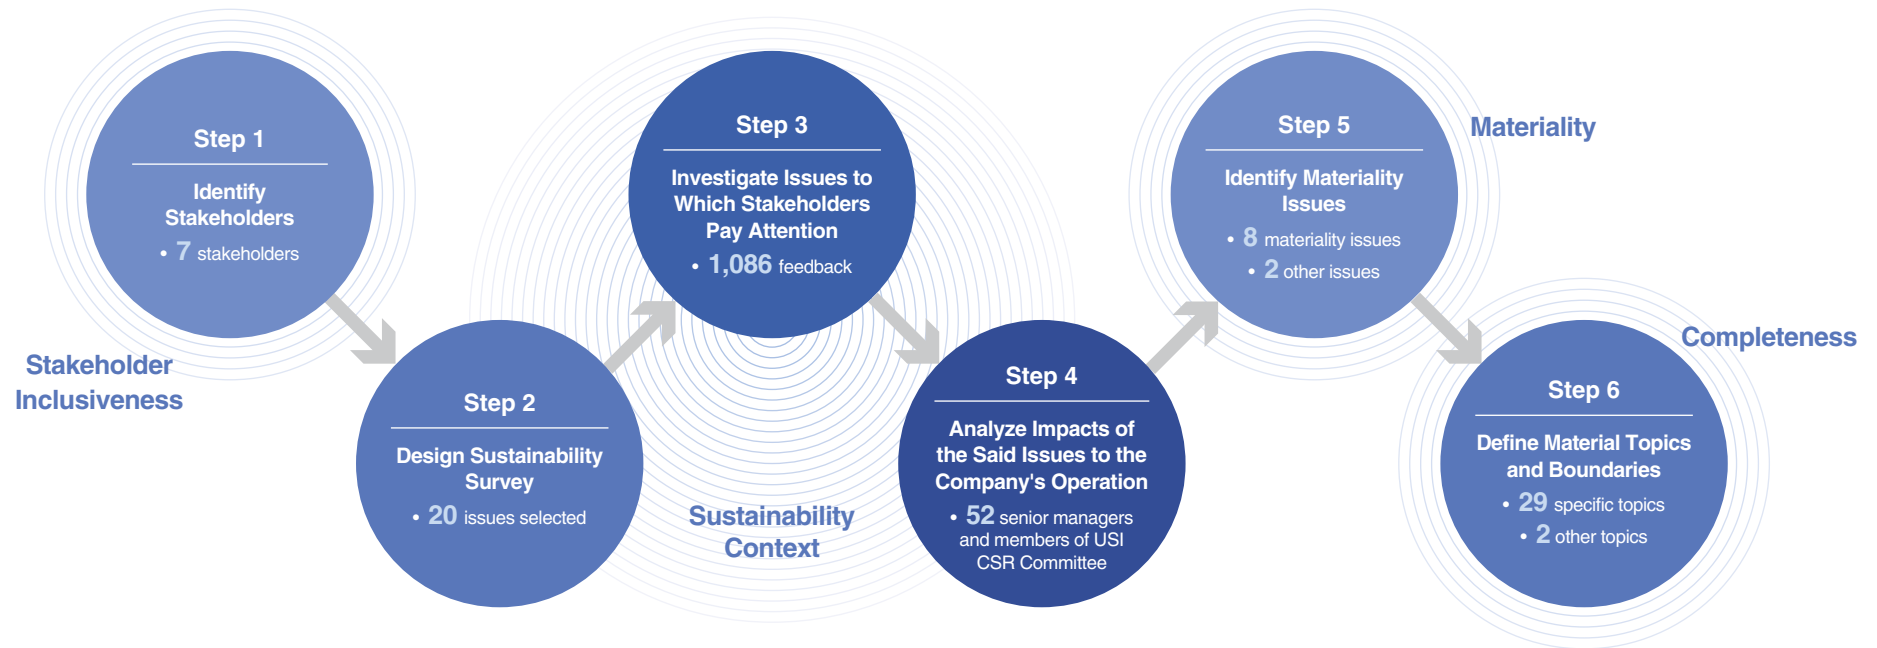 Step 1
Identify
Stakeholders
• 7 stakeholders
Stakeholder
Inclusiveness
Step 2
Design Sustainability
Survey
• 20 issues selected
Step 3
Investigate Issues to
Which Stakeholders
Pay Attention
• 1,086 feedback
Sustainability
Context
Step 4
Analyze Impacts of
the Said Issues to the
Company's Operation
• 52 senior managers
and members of USI
CSR Committee
Step 5
Identify Materiality
Issues
• 8 materiality issues
• 2 other issues
Materiality
Step 6
Define Material Topics
and Boundaries
• 29 specific topics
• 2 other topics
Completeness